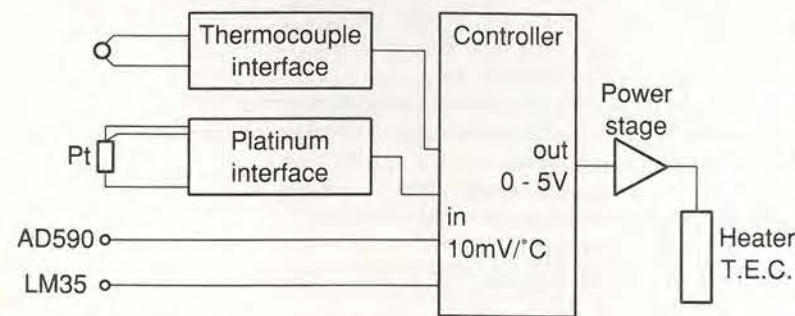 Thermocouple
interface
Controller
Power
stage
Pt
Platinum
interface
out
0 - 5V
in
10mV/°C
AD590
LM35
Heater
T.E.C.